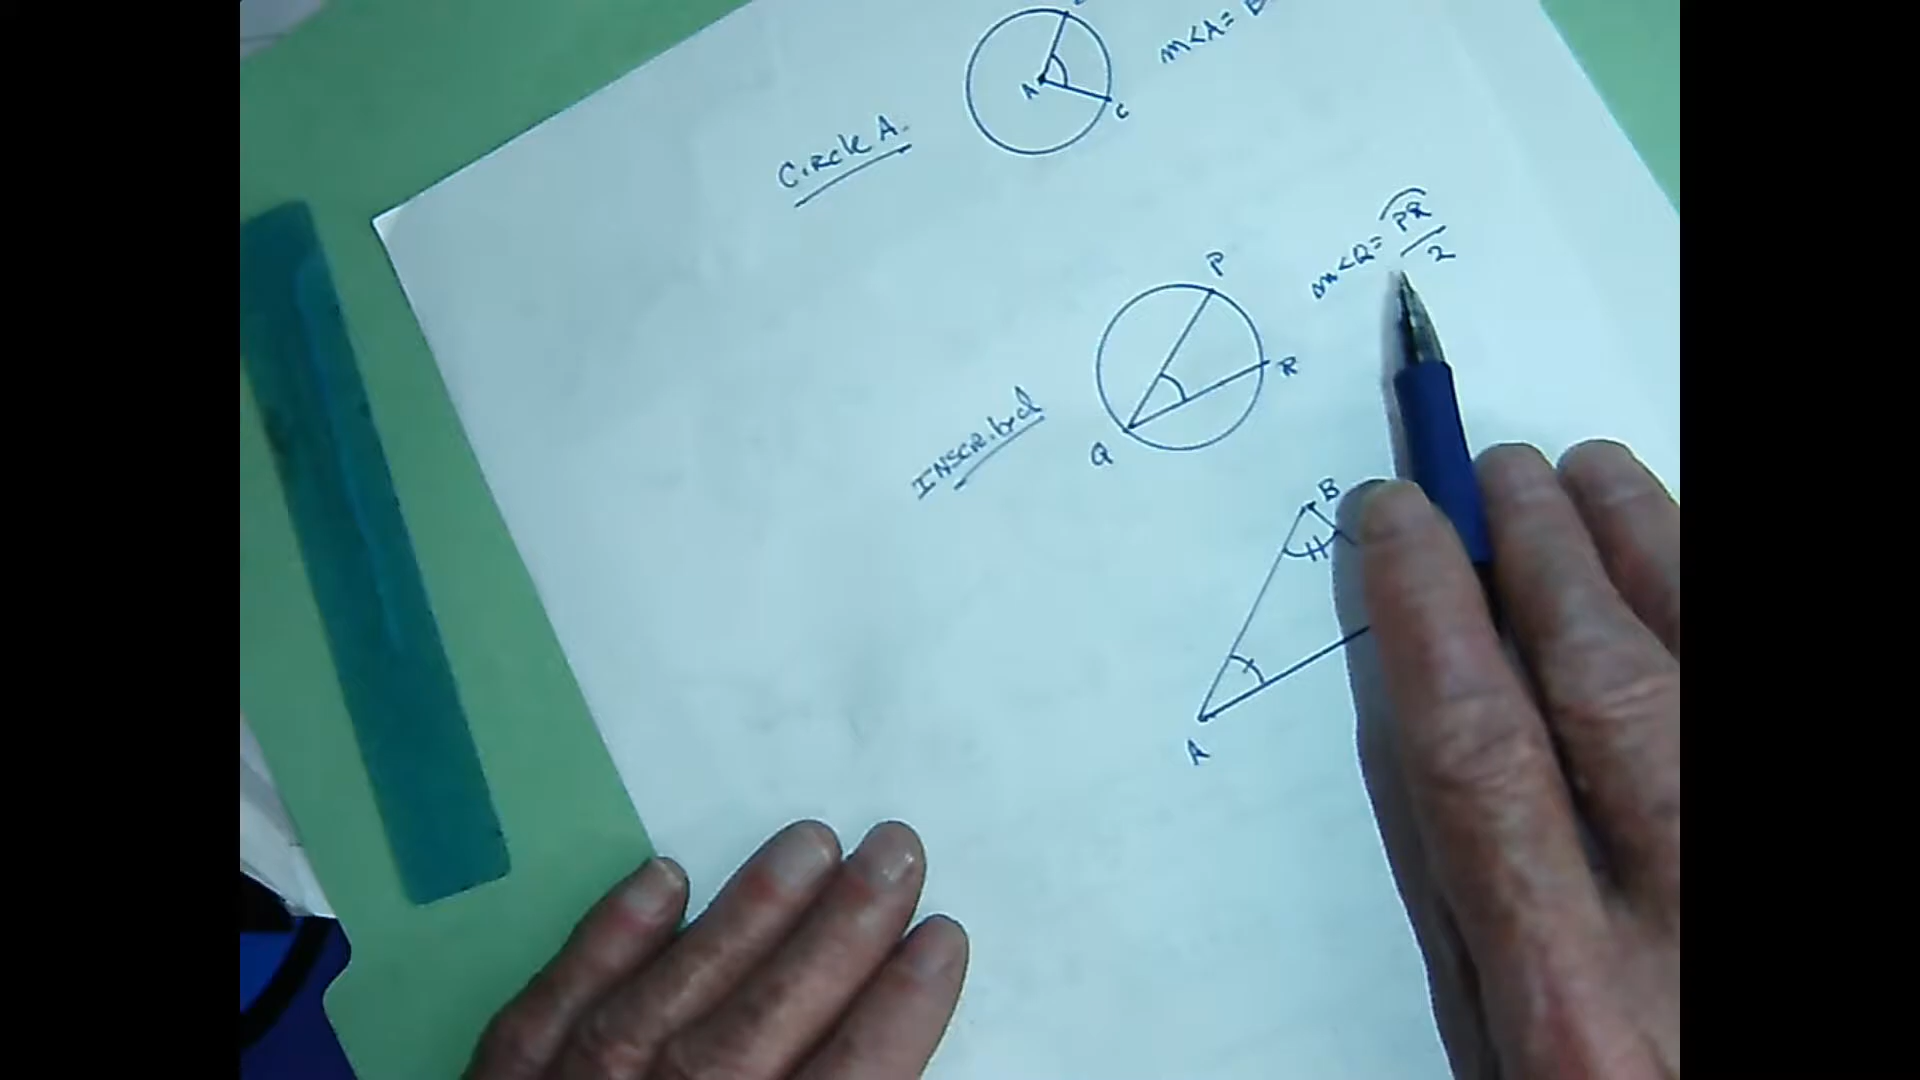 m<A= B
A
C
Circle A.
P
m<Q= PR
2
R
Inscribed
Q
B
A